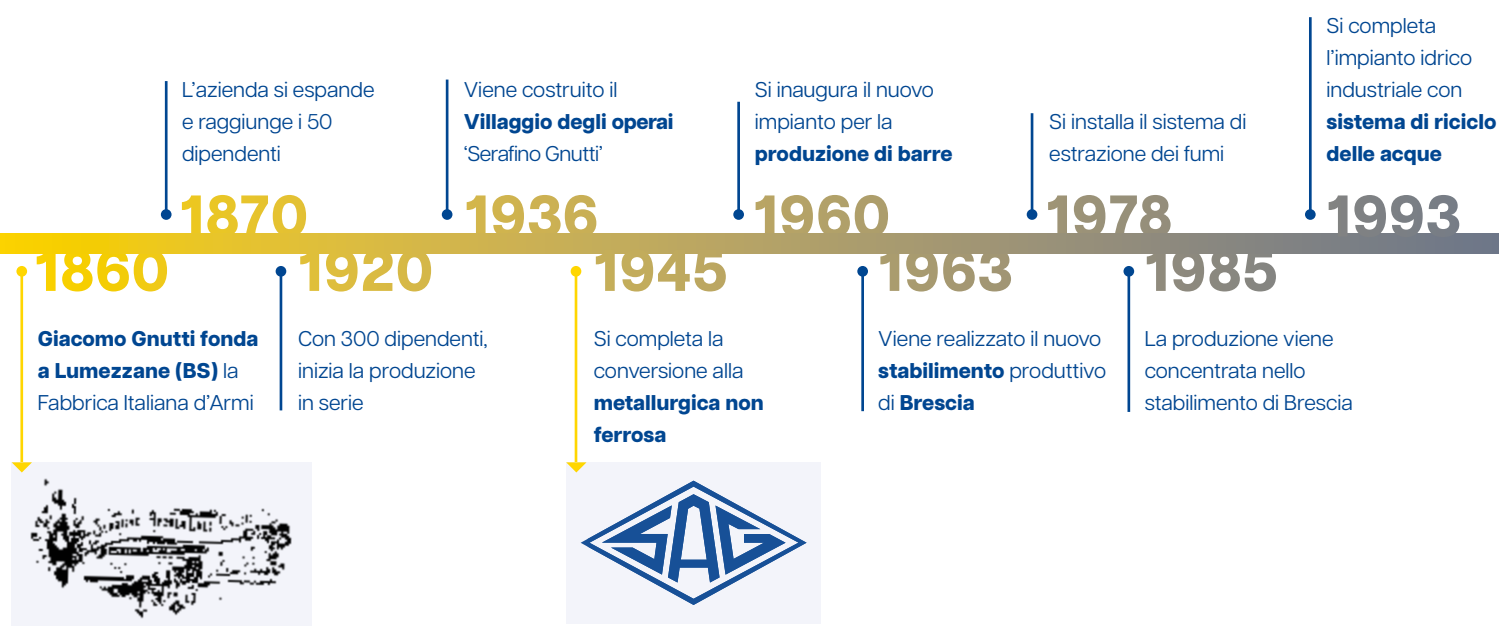 1860
Giacomo Gnutti fonda
a Lumezzane (BS) la
Fabbrica Italiana d’Armi
1870
L’azienda si espande
e raggiunge i 50
dipendenti
1920
Con 300 dipendenti,
inizia la produzione
in serie
1936
Viene costruito il
Villaggio degli operai
‘Serafino Gnutti’
1945
Si completa la
conversione alla
metallurgica non
ferrosa
SAG
1960
Si inaugura il nuovo
impianto per la
produzione di barre
1963
Viene realizzato il nuovo
stabilimento produttivo
di Brescia
1978
Si installa il sistema di
estrazione dei fumi
1985
La produzione viene
concentrata nello
stabilimento di Brescia
1993
Si completa
l’impianto idrico
industriale con
sistema di riciclo
delle acque